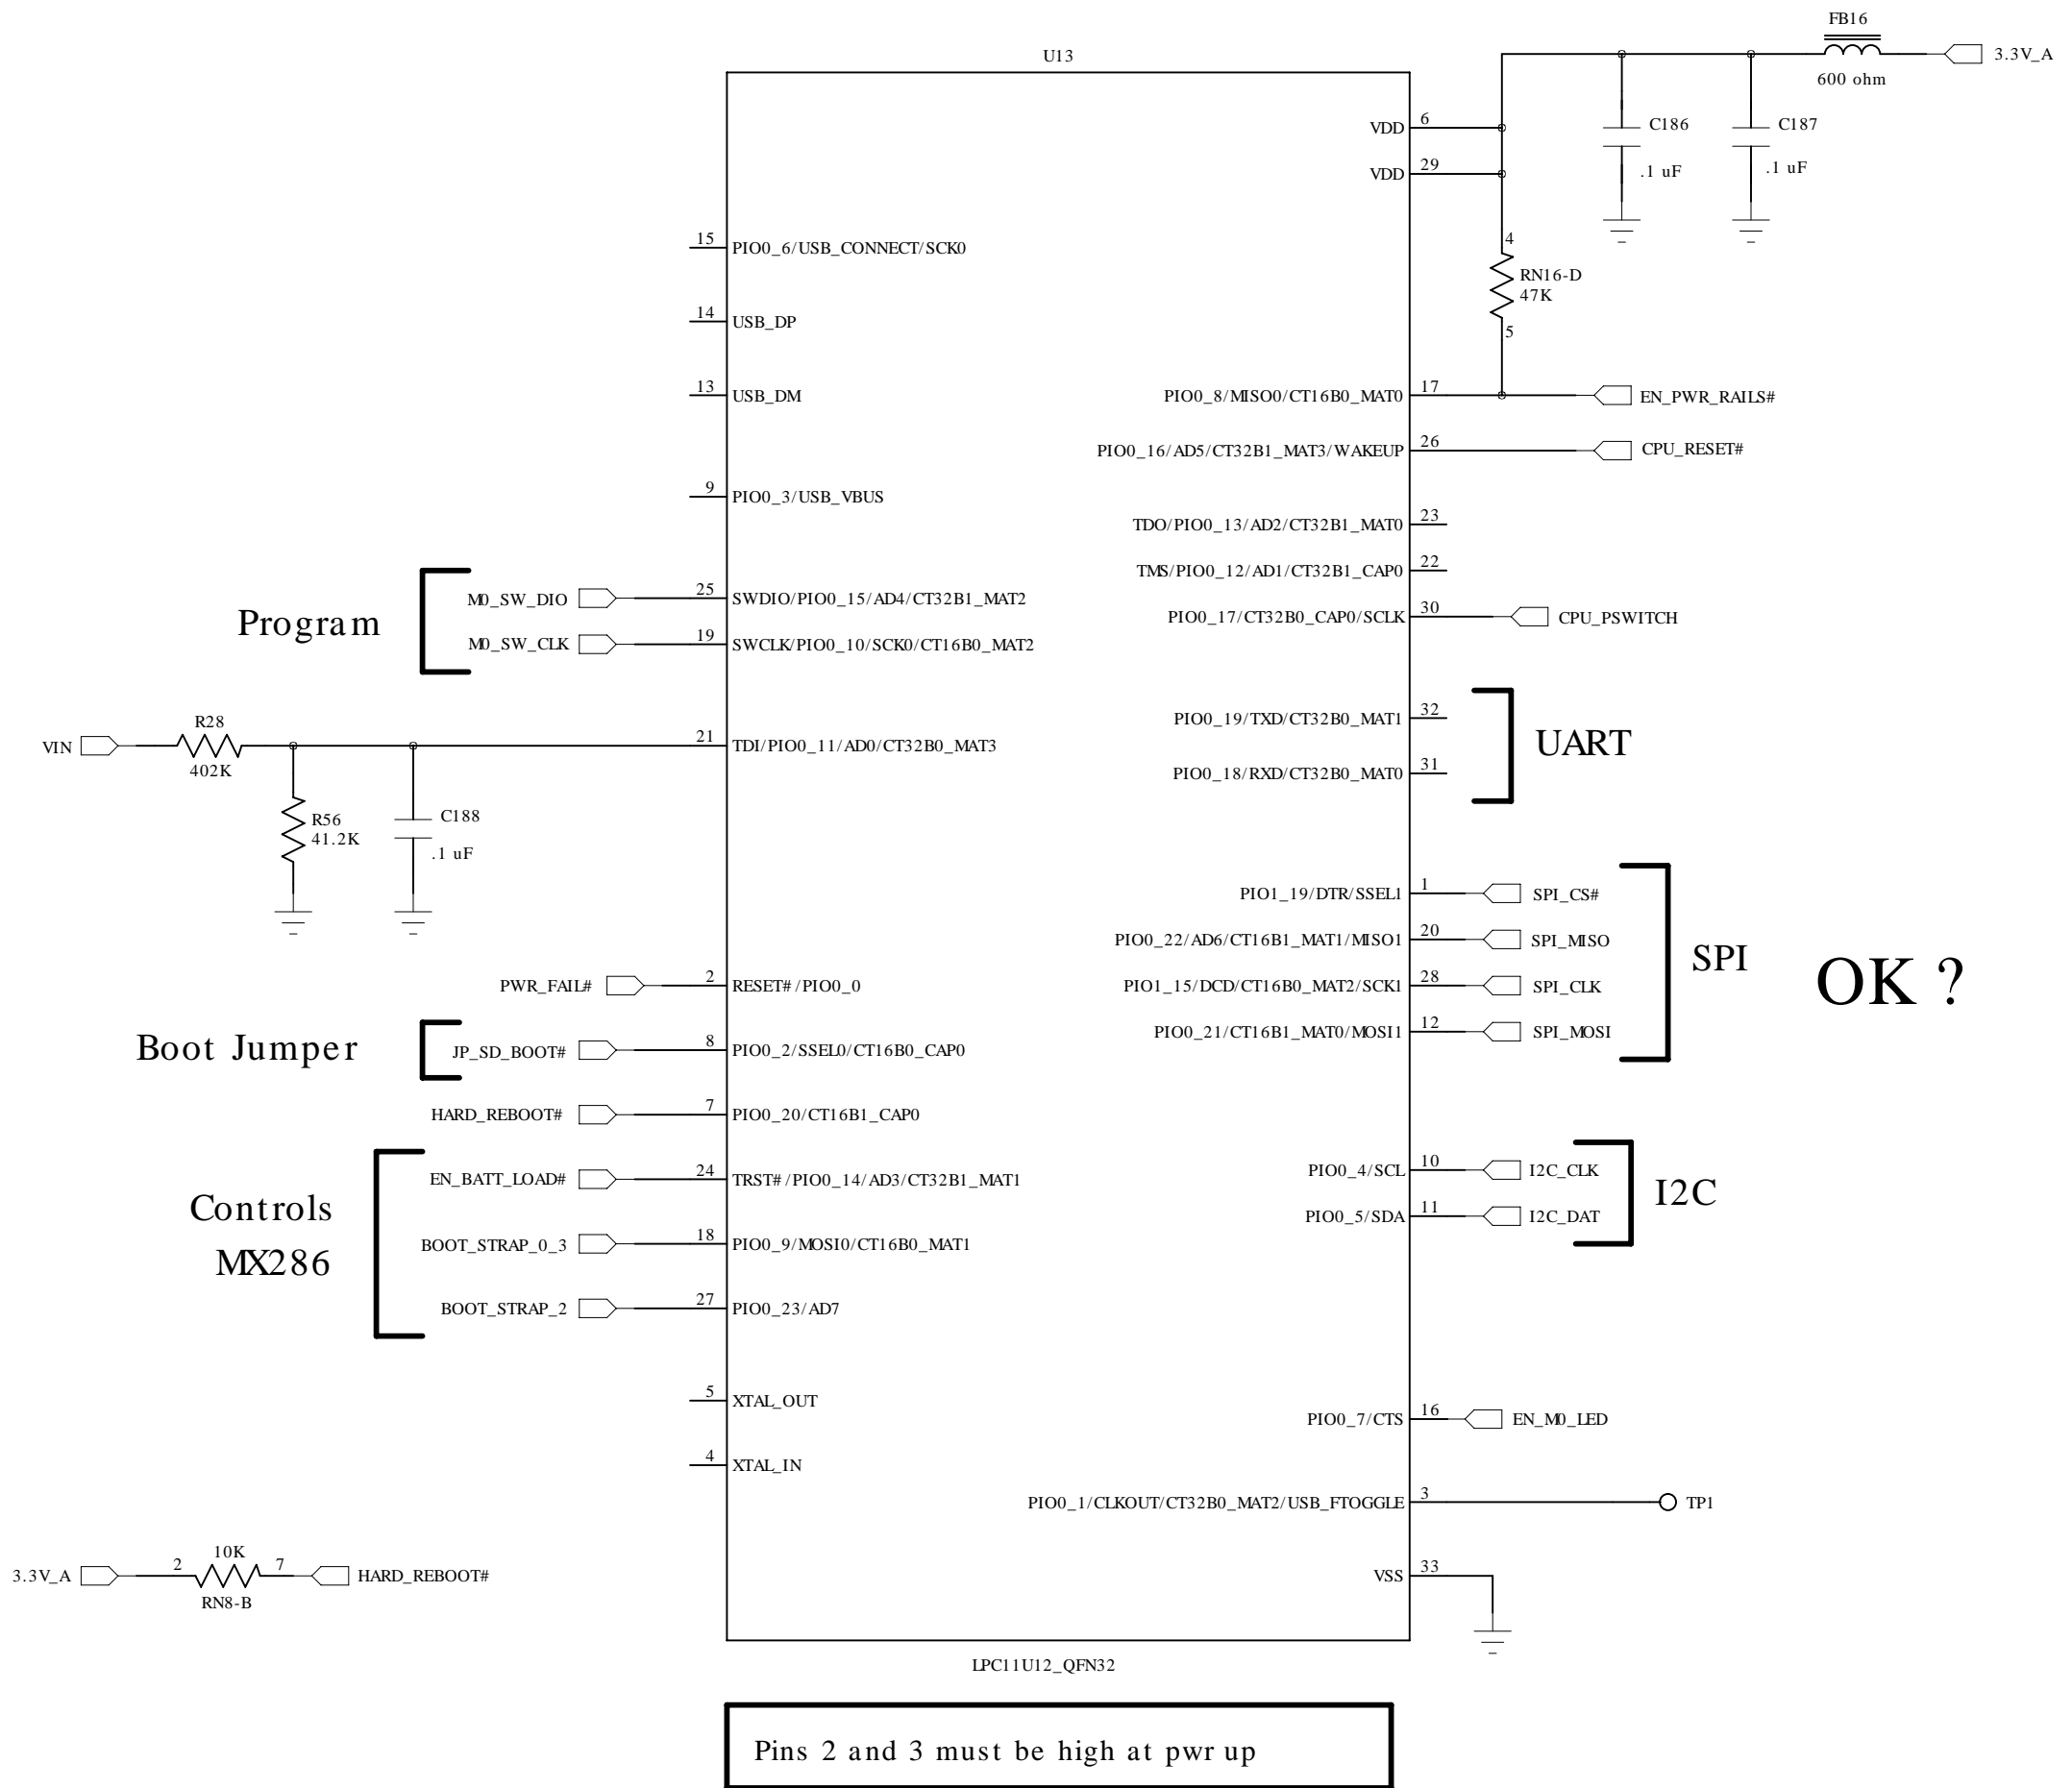 FB16
3.3V_A
600 ohm
U13
C186
.1 uF
C187
.1 uF
VDD 6
VDD 29
4
RN16-D
47K
5
15 PIO0_6/USB_CONNECT/SCK0
14 USB_DP
13 USB_DM
9 PIO0_3/USB_VBUS
PIO0_8/MISO0/CT16B0_MAT0 17 EN_PWR_RAILS#
PIO0_16/AD5/CT32B1_MAT3/WAKEUP 26 CPU_RESET#
TDO/PIO0_13/AD2/CT32B1_MAT0 23
TMS/PIO0_12/AD1/CT32B1_CAP0 22
PIO0_17/CT32B0_CAP0/SCLK 30 CPU_PSWITCH
Program
M0_SW_DIO 25 SWDIO/PIO0_15/AD4/CT32B1_MAT2
M0_SW_CLK 19 SWCLK/PIO0_10/SCK0/CT16B0_MAT2
PIO0_19/TXD/CT32B0_MAT1 32
PIO0_18/RXD/CT32B0_MAT0 31
UART
R28
VIN
402K
21 TDI/PIO0_11/AD0/CT32B0_MAT3
R56
41.2K
C188
.1 uF
PIO1_19/DTR/SSEL1 1 SPI_CS#
PIO0_22/AD6/CT16B1_MAT1/MISO1 20 SPI_MISO
PIO1_15/DCD/CT16B0_MAT2/SCK1 28 SPI_CLK
PIO0_21/CT16B1_MAT0/MOSI1 12 SPI_MOSI
SPI
OK ?
PWR_FAIL# 2 RESET#/PIO0_0
Boot Jumper
JP_SD_BOOT# 8 PIO0_2/SSEL0/CT16B0_CAP0
HARD_REBOOT# 7 PIO0_20/CT16B1_CAP0
Controls
MX286
EN_BATT_LOAD# 24 TRST#/PIO0_14/AD3/CT32B1_MAT1
BOOT_STRAP_0_3 18 PIO0_9/MOSI0/CT16B0_MAT1
BOOT_STRAP_2 27 PIO0_23/AD7
PIO0_4/SCL 10 I2C_CLK
PIO0_5/SDA 11 I2C_DAT
I2C
5 XTAL_OUT
4 XTAL_IN
PIO0_7/CTS 16 EN_M0_LED
PIO0_1/CLKOUT/CT32B0_MAT2/USB_FTOGGLE 3 TP1
VSS 33
10K
3.3V_A 2 7 HARD_REBOOT#
RN8-B
LPC11U12_QFN32
Pins 2 and 3 must be high at pwr up